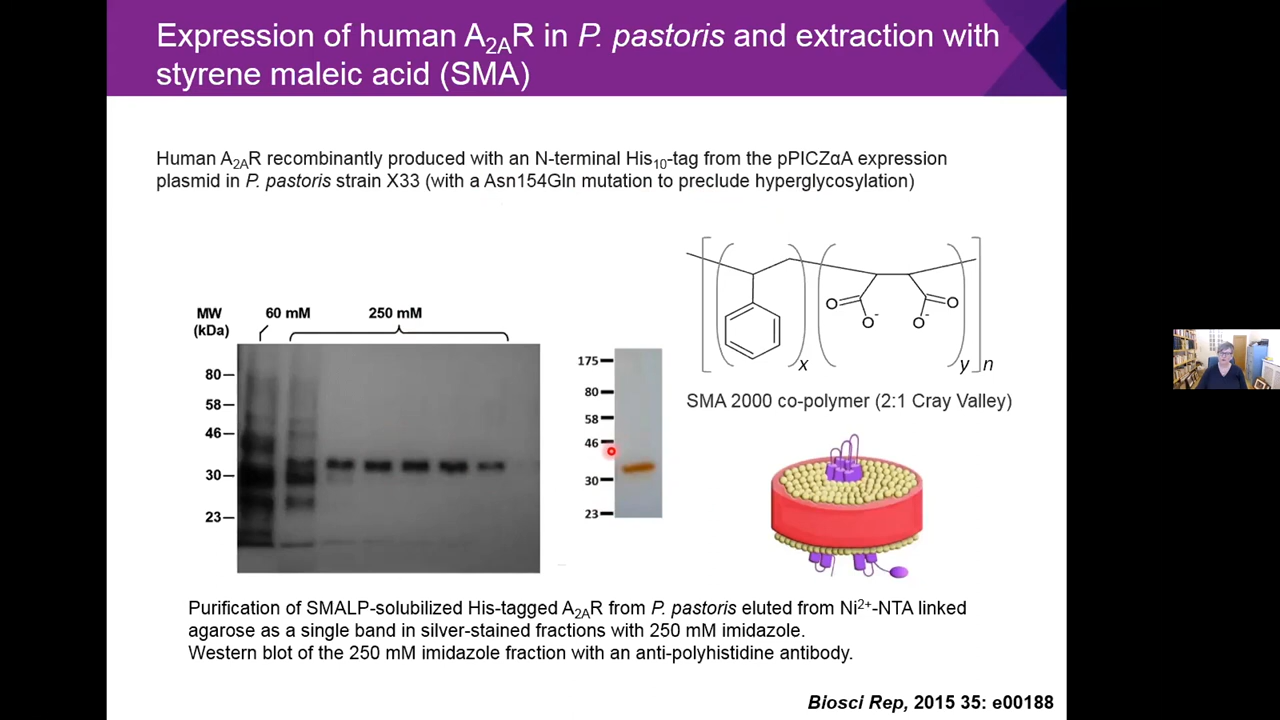 Expression of human A2AR in P. pastoris and extraction with
styrene maleic acid (SMA)
Human A2AR recombinantly produced with an N-terminal His10-tag from the pPICZαA expression
plasmid in P. pastoris strain X33 (with a Asn154Gln mutation to preclude hyperglycosylation)
MW
(kDa)
60 mM
250 mM
80
58
46
30
23
175
80
58
46
30
23
O
O-
O
O-
x
y
n
SMA 2000 co-polymer (2:1 Cray Valley)
Purification of SMALP-solubilized His-tagged A2AR from P. pastoris eluted from Ni2+-NTA linked
agarose as a single band in silver-stained fractions with 250 mM imidazole.
Western blot of the 250 mM imidazole fraction with an anti-polyhistidine antibody.
Biosci Rep, 2015 35: e00188